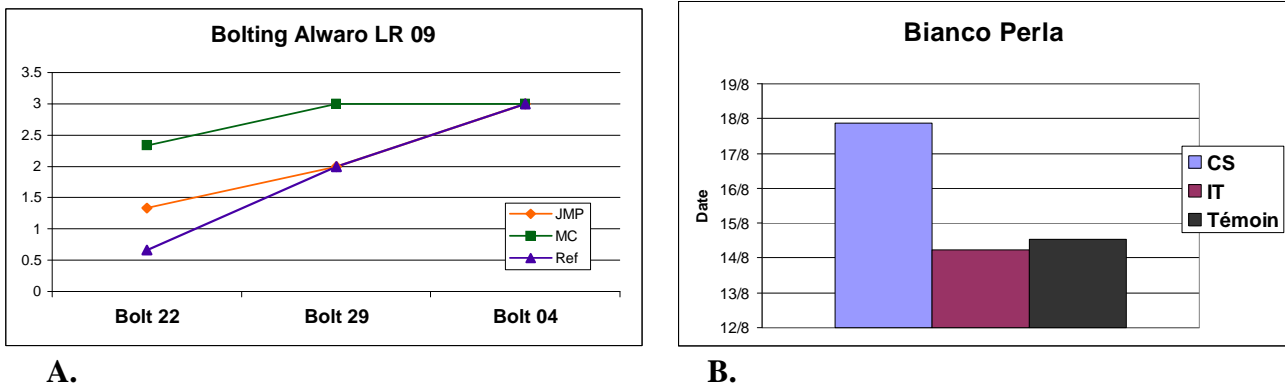 Bolting Alwaro LR 09
3.5
3
2.5
2
1.5
1
0.5
0
JMP
MC
Ref
Bolt 22 Bolt 29 Bolt 04
A.
Bianco Perla
Date
19/8
18/8
17/8
16/8
15/8
14/8
13/8
12/8
CS
IT
Témoin
B.